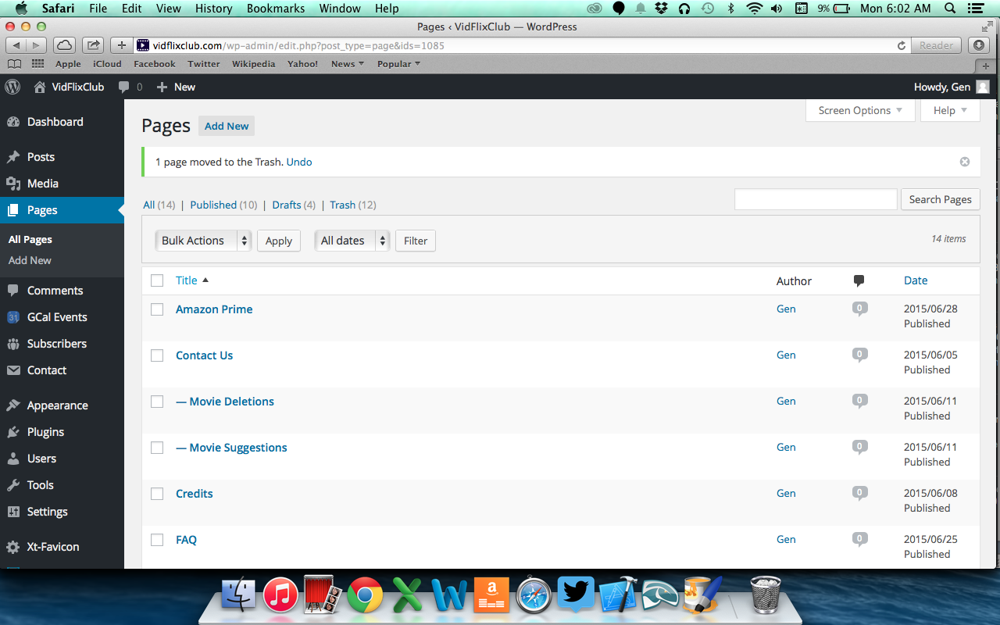 Safari File Edit View History Bookmarks Window Help 9% Mon 6:02 AM
Pages ‹ VidFlixClub — WordPress
vidflixclub.com/wp-admin/edit.php?post_type=page&ids=1085 Reader
Apple iCloud Facebook Twitter Wikipedia Yahoo! News Popular
VidFlixClub 0 New Howdy, Gen
Screen Options Help
Pages Add New
1 page moved to the Trash. Undo
All (14) | Published (10) | Drafts (4) | Trash (12)
Search Pages
Bulk Actions Apply All dates Filter 14 items
Title Author Date
Amazon Prime Gen 0 2015/06/28
Published
Contact Us Gen 0 2015/06/05
Published
— Movie Deletions Gen 0 2015/06/11
Published
— Movie Suggestions Gen 0 2015/06/11
Published
Credits Gen 0 2015/06/08
Published
FAQ Gen 0 2015/06/25
Published
Dashboard
Posts
Media
Pages
All Pages
Add New
Comments
31 GCal Events
Subscribers
Contact
Appearance
Plugins
Users
Tools
Settings
Xt-Favicon